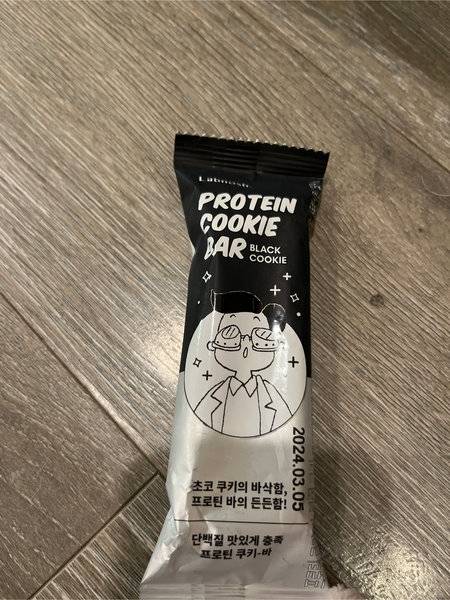 PROTEIN
COOKIE
BAR
BLACK
COOKIE
2024.03.05
초코 쿠키의 바삭함,
프로틴 바의 든든함!
단백질 맛있게 충족
프로틴 쿠키-바